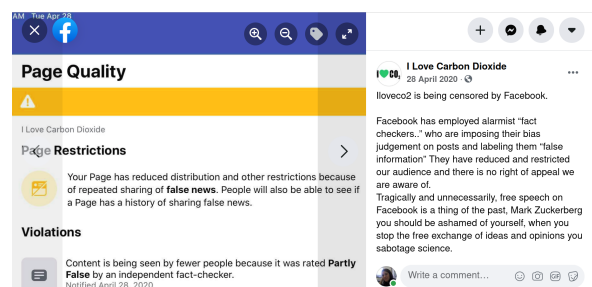 AM Tue Apr 28
Page Quality
I Love Carbon Dioxide
Page Restrictions
Your Page has reduced distribution and other restrictions because
of repeated sharing of false news. People will also be able to see if
a Page has a history of sharing false news.
Violations
Content is being seen by fewer people because it was rated Partly
False by an independent fact-checker.
Notified April 28, 2020
I CO2
I Love Carbon Dioxide
28 April 2020 ·
Iloveco2 is being censored by Facebook.
Facebook has employed alarmist “fact
checkers..” who are imposing their bias
judgement on posts and labeling them “false
information” They have reduced and restricted
our audience and there is no right of appeal we
are aware of.
Tragically and unnecessarily, free speech on
Facebook is a thing of the past, Mark Zuckerberg
you should be ashamed of yourself, when you
stop the free exchange of ideas and opinions you
sabotage science.
Write a comment…
GIF